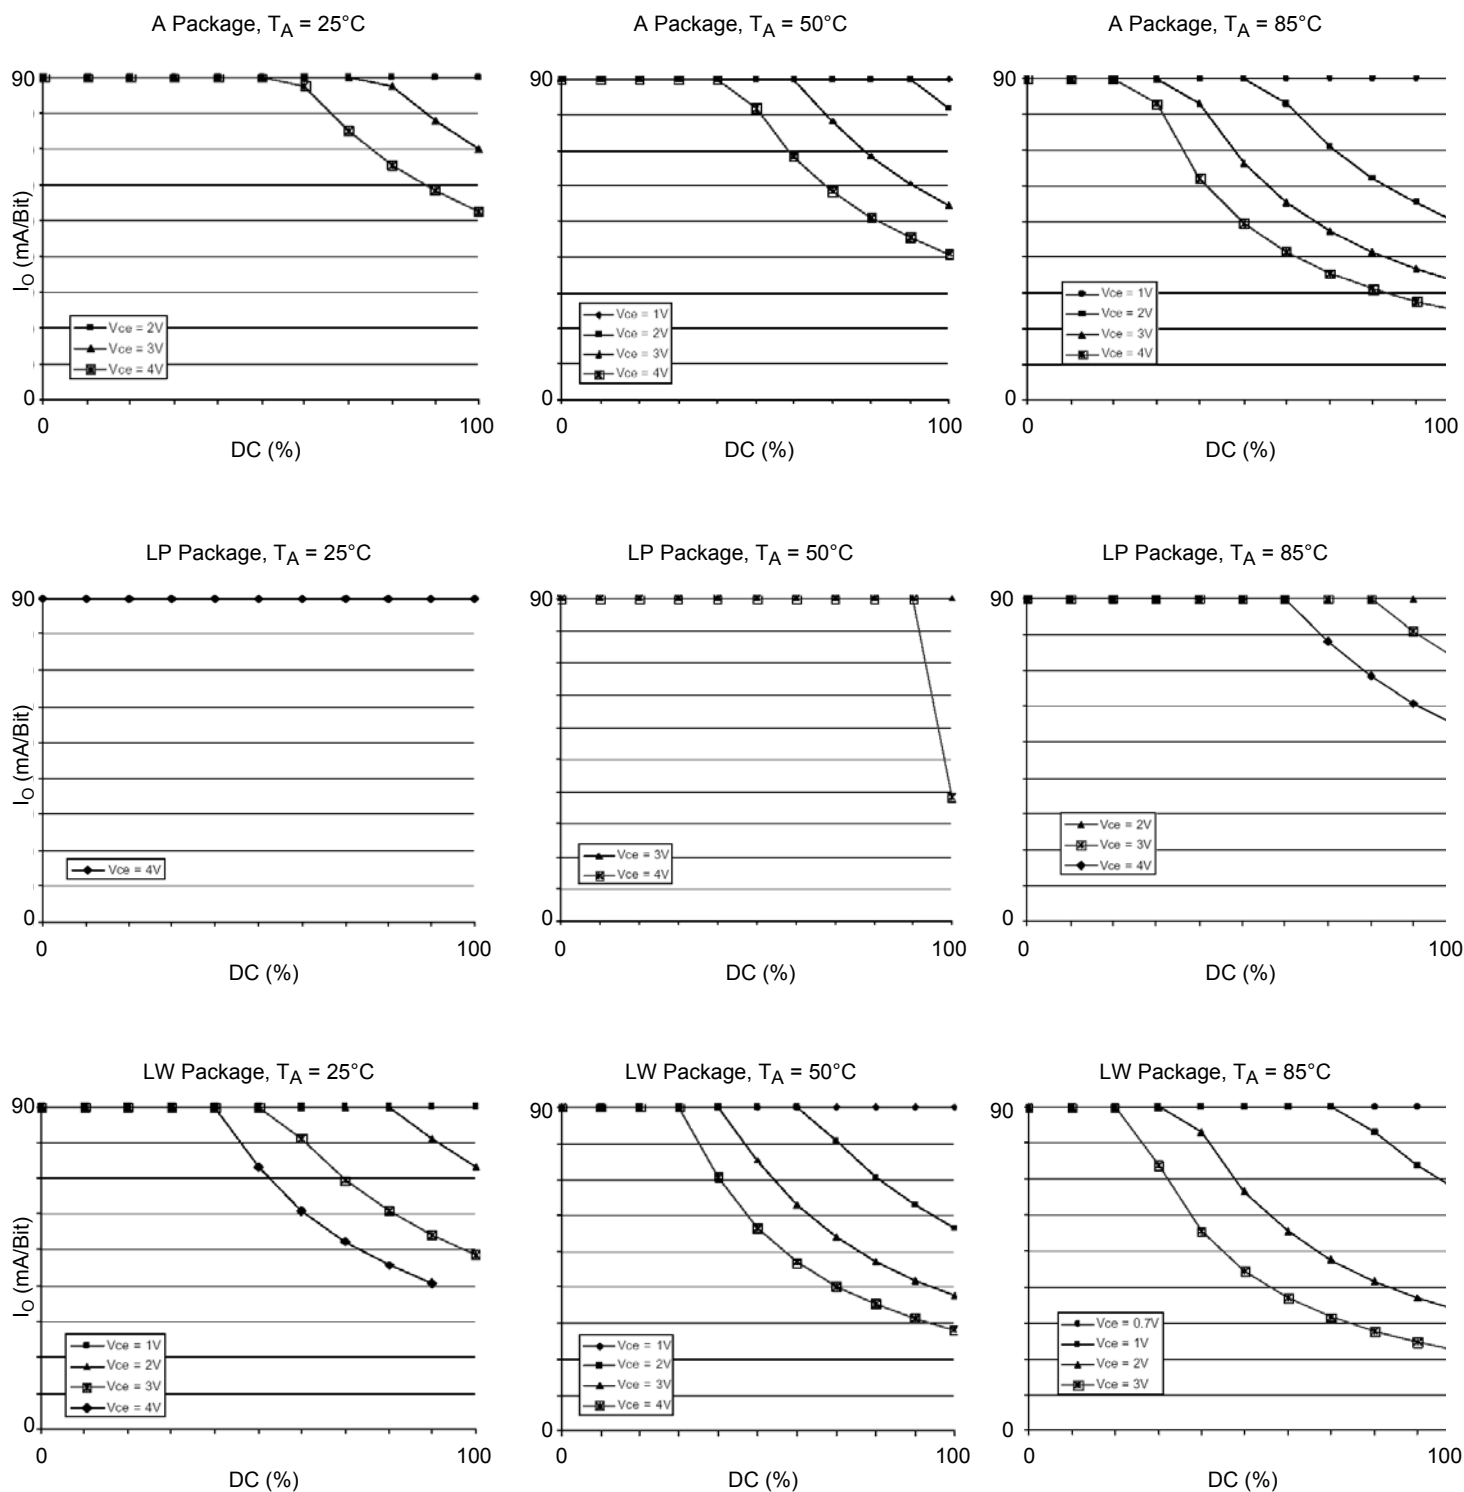 A Package, TA = 25°C
90
IO (mA/Bit)
Vce = 2V
Vce = 3V
Vce = 4V
0
0
100
DC (%)
A Package, TA = 50°C
90
Vce = 1V
Vce = 2V
Vce = 3V
Vce = 4V
0
0
100
DC (%)
A Package, TA = 85°C
90
Vce = 1V
Vce = 2V
Vce = 3V
Vce = 4V
0
0
100
DC (%)
LP Package, TA = 25°C
90
IO (mA/Bit)
Vce = 4V
0
0
100
DC (%)
LP Package, TA = 50°C
90
Vce = 3V
Vce = 4V
0
0
100
DC (%)
LP Package, TA = 85°C
90
Vce = 2V
Vce = 3V
Vce = 4V
0
0
100
DC (%)
LW Package, TA = 25°C
90
IO (mA/Bit)
Vce = 1V
Vce = 2V
Vce = 3V
Vce = 4V
0
0
100
DC (%)
LW Package, TA = 50°C
90
Vce = 1V
Vce = 2V
Vce = 3V
Vce = 4V
0
0
100
DC (%)
LW Package, TA = 85°C
90
Vce = 0.7V
Vce = 1V
Vce = 2V
Vce = 3V
0
0
100
DC (%)